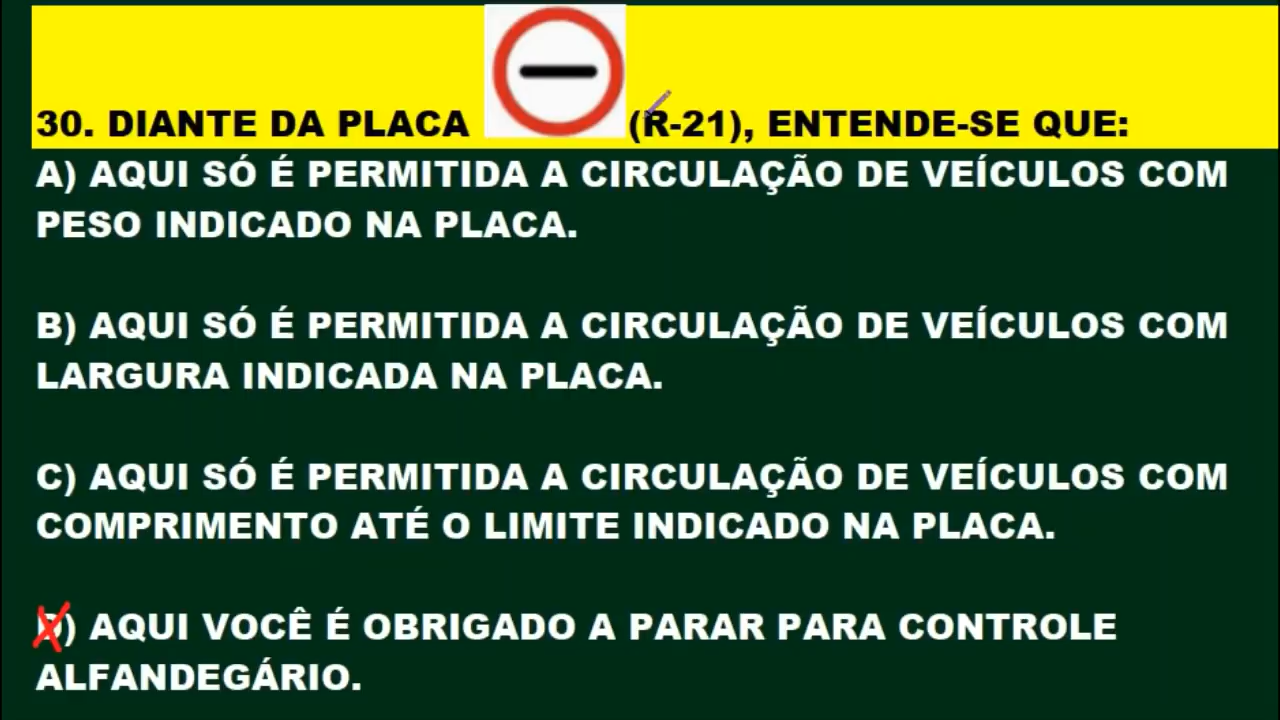 30. DIANTE DA PLACA (R-21), ENTENDE-SE QUE:
A) AQUI SÓ É PERMITIDA A CIRCULAÇÃO DE VEÍCULOS COM
PESO INDICADO NA PLACA.
B) AQUI SÓ É PERMITIDA A CIRCULAÇÃO DE VEÍCULOS COM
LARGURA INDICADA NA PLACA.
C) AQUI SÓ É PERMITIDA A CIRCULAÇÃO DE VEÍCULOS COM
COMPRIMENTO ATÉ O LIMITE INDICADO NA PLACA.
D) AQUI VOCÊ É OBRIGADO A PARAR PARA CONTROLE
ALFANDEGÁRIO.